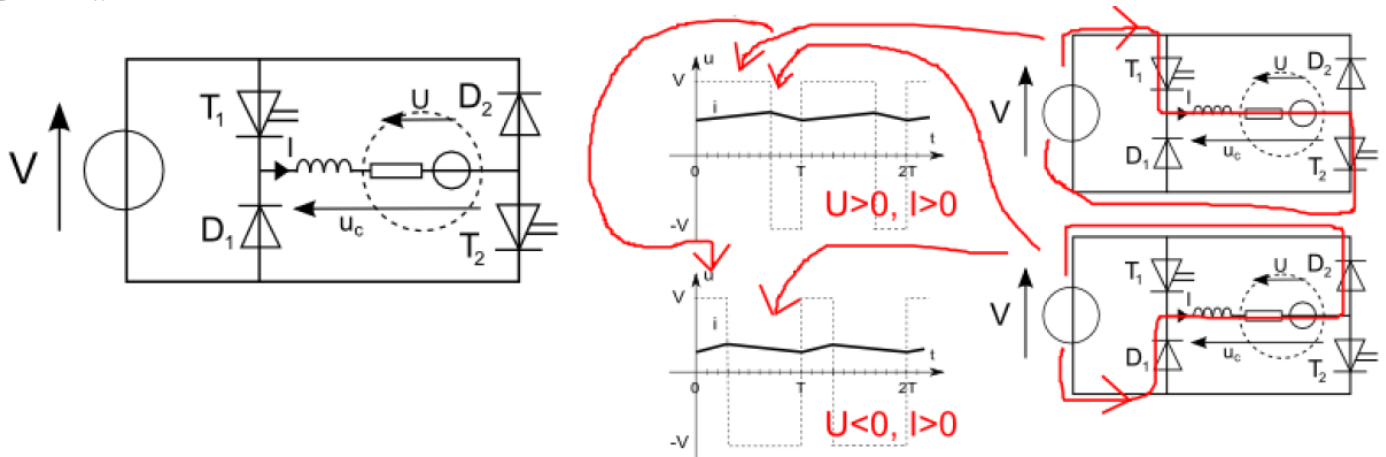 V
T1
D1
I
U
uc
D2
T2
u
V
i
t
0
T
2T
-V
U>0, I>0
u
V
i
t
0
T
2T
-V
U<0, I>0
V
T1
D1
I
U
uc
D2
T2
V
T1
D1
I
U
uc
D2
T2